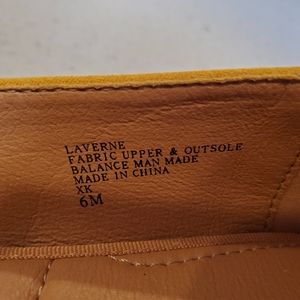 LAVERNE
FABRIC UPPER & OUTSOLE
BALANCE MAN MADE
MADE IN CHINA
XK
6M